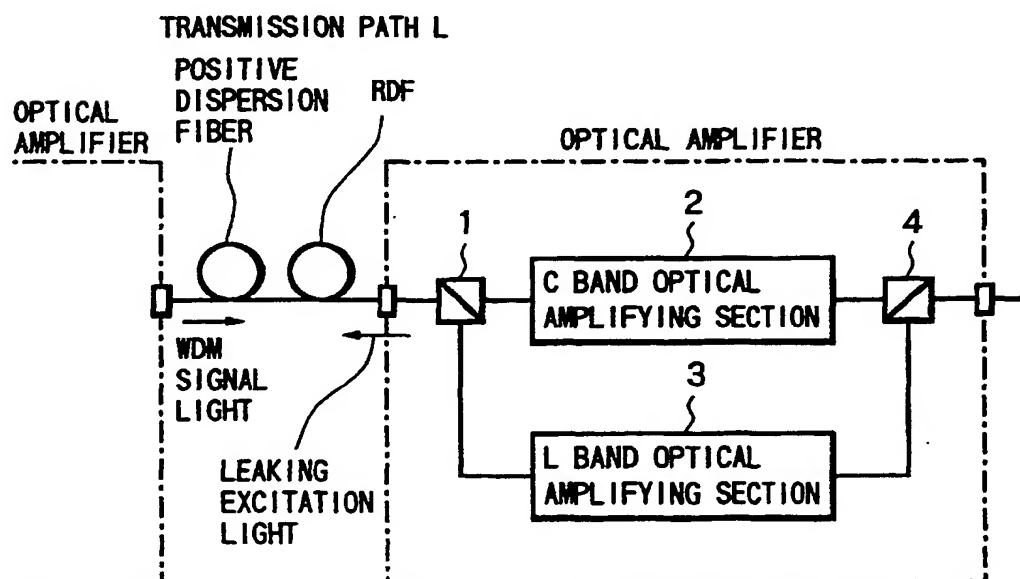 TRANSMISSION PATH L
POSITIVE
DISPERSION
FIBER
RDF
OPTICAL
AMPLIFIER
OPTICAL AMPLIFIER
1
2
4
C BAND OPTICAL
AMPLIFYING SECTION
WDM
SIGNAL
LIGHT
3
L BAND OPTICAL
AMPLIFYING SECTION
LEAKING
EXCITATION
LIGHT